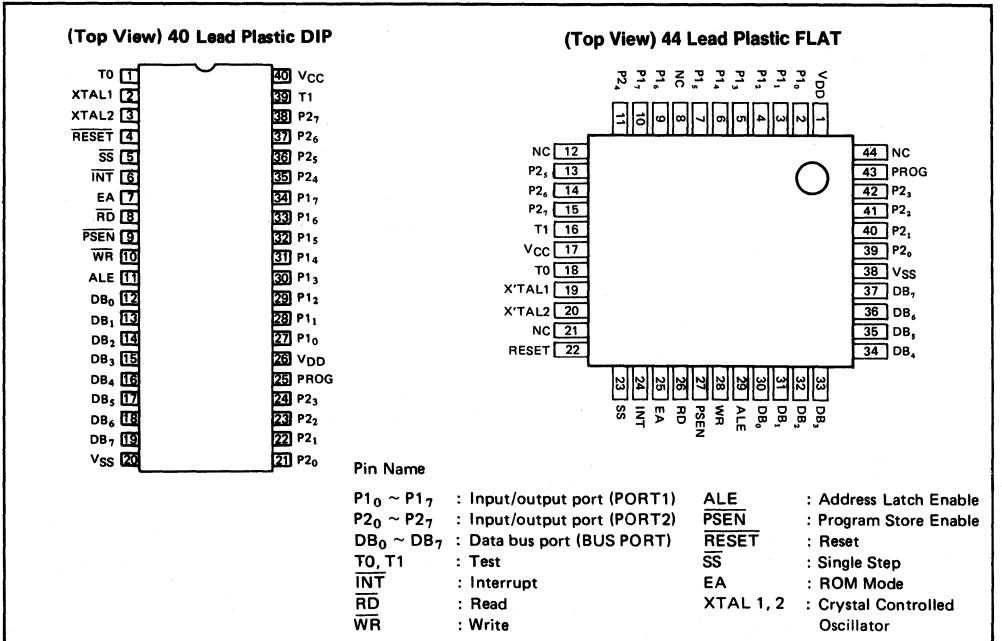 (Top View) 40 Lead Plastic DIP
T0 1
XTAL1 2
XTAL2 3
RESET 4
SS 5
INT 6
EA 7
RD 8
PSEN 9
WR 10
ALE 11
DB0 12
DB1 13
DB2 14
DB3 15
DB4 16
DB5 17
DB6 18
DB7 19
VSS 20
40 VCC
39 T1
38 P27
37 P26
36 P25
35 P24
34 P17
33 P16
32 P15
31 P14
30 P13
29 P12
28 P11
27 P10
26 VDD
25 PROG
24 P23
23 P22
22 P21
21 P20
(Top View) 44 Lead Plastic FLAT
P24 P17 P16 NC P15 P14 P13 P12 P11 P10 VDD
11 10 9 8 7 6 5 4 3 2 1
NC 12
P25 13
P26 14
P27 15
T1 16
VCC 17
T0 18
X'TAL1 19
X'TAL2 20
NC 21
RESET 22
44 NC
43 PROG
42 P23
41 P22
40 P21
39 P20
38 VSS
37 DB7
36 DB6
35 DB5
34 DB4
23 24 25 26 27 28 29 30 31 32 33
SS INT EA RD PSEN WR ALE DB0 DB1 DB2 DB3
Pin Name
P10 ~ P17 : Input/output port (PORT1)
P20 ~ P27 : Input/output port (PORT2)
DB0 ~ DB7 : Data bus port (BUS PORT)
T0, T1 : Test
INT : Interrupt
RD : Read
WR : Write
ALE : Address Latch Enable
PSEN : Program Store Enable
RESET : Reset
SS : Single Step
EA : ROM Mode
XTAL 1, 2 : Crystal Controlled
Oscillator